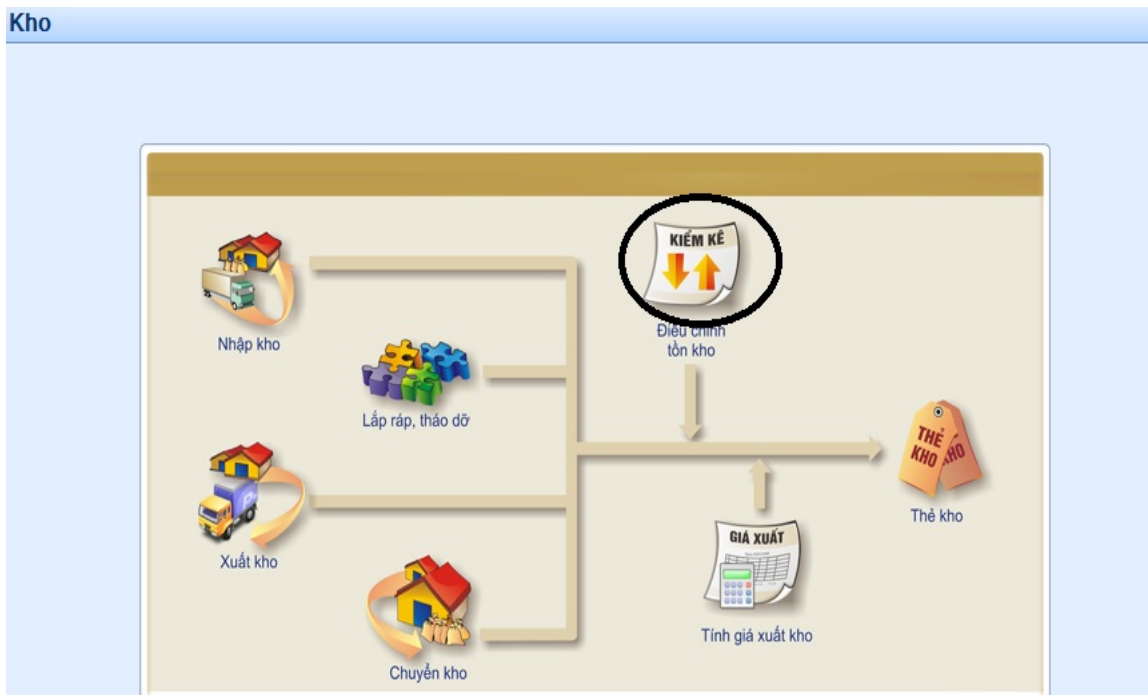 Kho
KIỂM KÊ
Điều chỉnh
tồn kho
Nhập kho
Lắp ráp, tháo dỡ
THẺ
KHO
KHO
Thẻ kho
Xuất kho
GIÁ XUẤT
Tính giá xuất kho
Chuyển kho